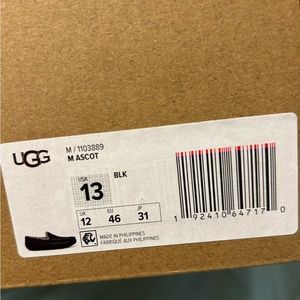 UGG
M / 1103889
M ASCOT
USA
13
BLK
UK EU JP
12 46 31
MADE IN PHILIPPINES
FABRIQUÉ AUX PHILIPPINES
1 92410 64717 0